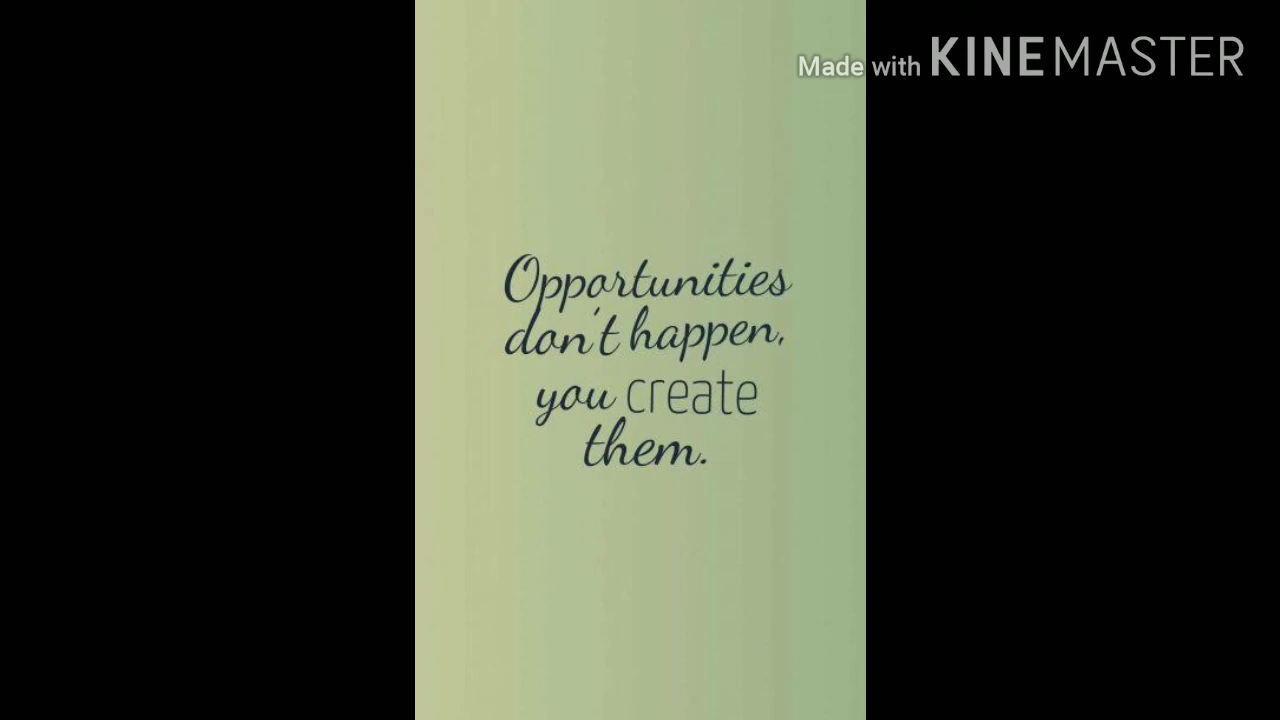 Made with KINEMASTER
Opportunities
don't happen,
you create
them.